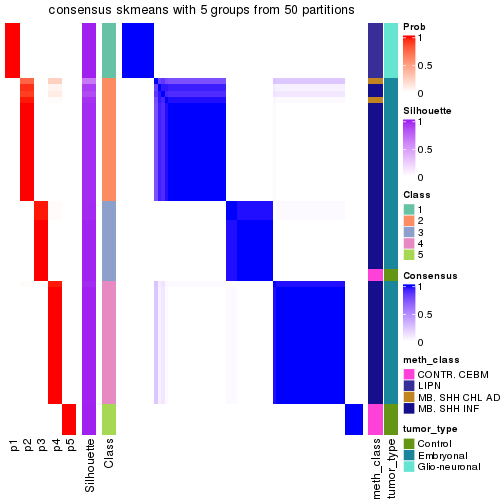 consensus skmeans with 5 groups from 50 partitions
Prob
1
0.5
0
Silhouette
1
0.5
0
Class
1
2
3
4
5
Consensus
1
0.5
0
meth_class
CONTR. CEBM
LIPN
MB. SHH CHL AD
MB. SHH INF
tumor_type
Control
Embryonal
Glio-neuronal
p1
p2
p3
p4
p5
Silhouette
Class
meth_class
tumor_type